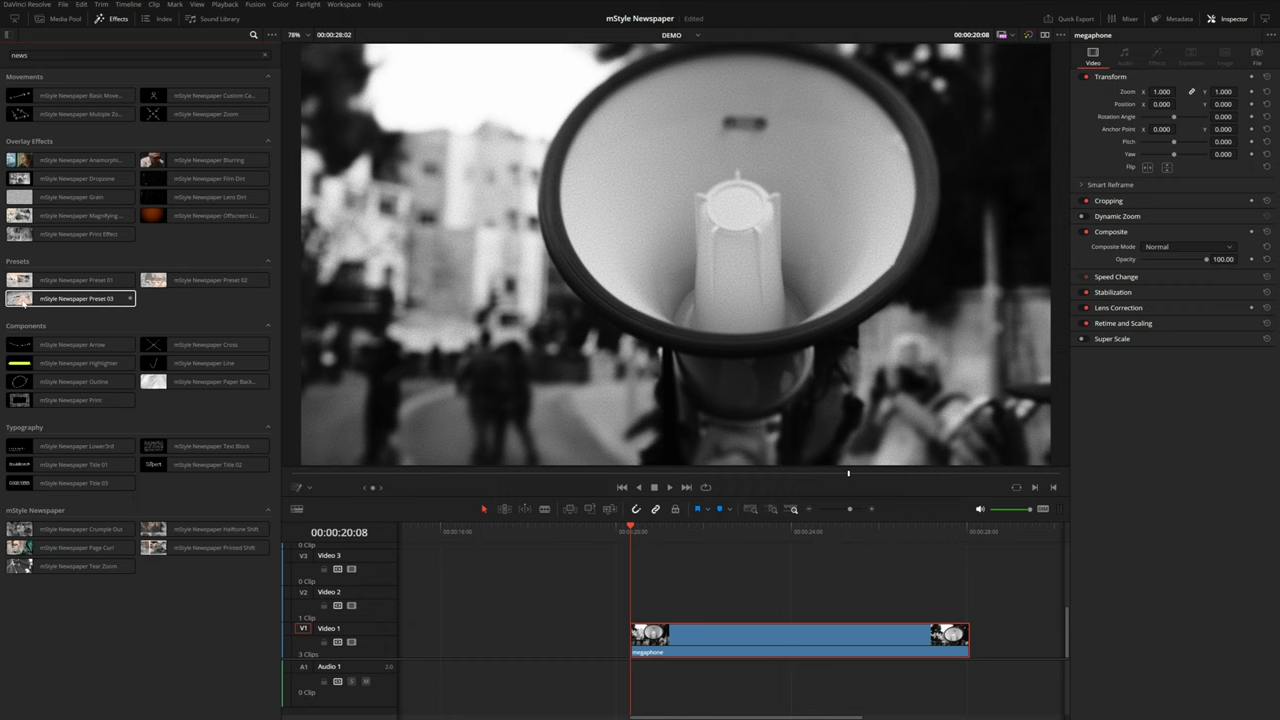 DaVinci Resolve File Edit Trim Timeline Clip Mark View Playback Fusion Color Fairlight Workspace Help
Media Pool Effects Index Sound Library mStyle Newspaper Edited Quick Export Mixer Metadata Inspector
78% 00:00:28:02 DEMO 00:00:20:08 megaphone
news
Video Audio Effects Transition Image File
Movements
mStyle Newspaper Basic Move... mStyle Newspaper Custom Ca...
mStyle Newspaper Multiple Zo... mStyle Newspaper Zoom
Overlay Effects
mStyle Newspaper Anamorphi... mStyle Newspaper Blurring
mStyle Newspaper Dropzone mStyle Newspaper Film Dirt
mStyle Newspaper Grain mStyle Newspaper Lens Dirt
mStyle Newspaper Magnifying ... mStyle Newspaper Offscreen Li...
mStyle Newspaper Print Effect
Presets
mStyle Newspaper Preset 01 mStyle Newspaper Preset 02
mStyle Newspaper Preset 03
Components
mStyle Newspaper Arrow mStyle Newspaper Cross
mStyle Newspaper Highlighter mStyle Newspaper Line
mStyle Newspaper Outline mStyle Newspaper Paper Back...
mStyle Newspaper Print
Typography
mStyle Newspaper Lower3rd mStyle Newspaper Text Block
mStyle Newspaper Title 01 mStyle Newspaper Title 02
mStyle Newspaper Title 03
mStyle Newspaper
mStyle Newspaper Crumple Out mStyle Newspaper Halftone Shift
mStyle Newspaper Page Curl mStyle Newspaper Printed Shift
mStyle Newspaper Tear Zoom
Transform
Zoom X 1.000 Y 1.000
Position X 0.000 Y 0.000
Rotation Angle 0.000
Anchor Point X 0.000 Y 0.000
Pitch 0.000
Yaw 0.000
Flip
Smart Reframe
Cropping
Dynamic Zoom
Composite
Composite Mode Normal
Opacity 100.00
Speed Change
Stabilization
Lens Correction
Retime and Scaling
Super Scale
00:00:20:08 00:00:16:00 00:00:20:00 00:00:24:00 00:00:28:00
0 Clip
V3 Video 3
0 Clip
V2 Video 2
1 Clip
V1 Video 1
megaphone
3 Clips
A1 Audio 1 2.0
S M
0 Clip